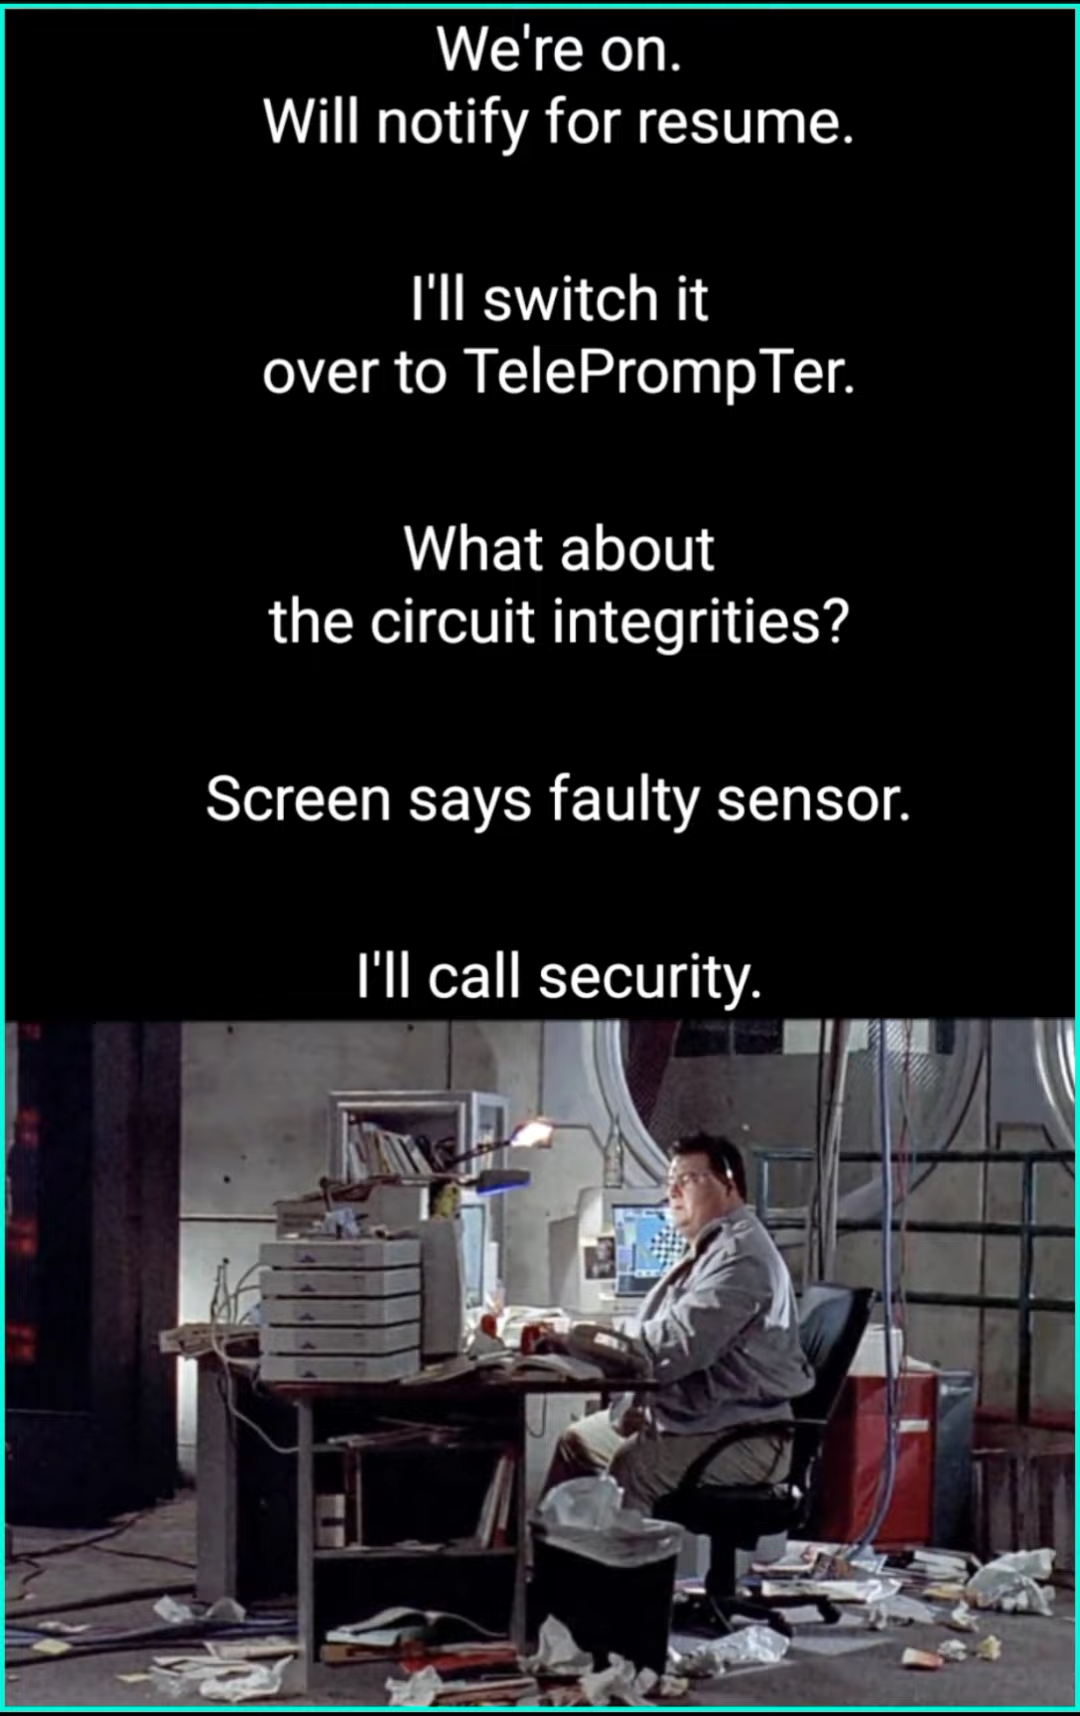 We're on.
Will notify for resume.
I'll switch it
over to TelePrompTer.
What about
the circuit integrities?
Screen says faulty sensor.
I'll call security.